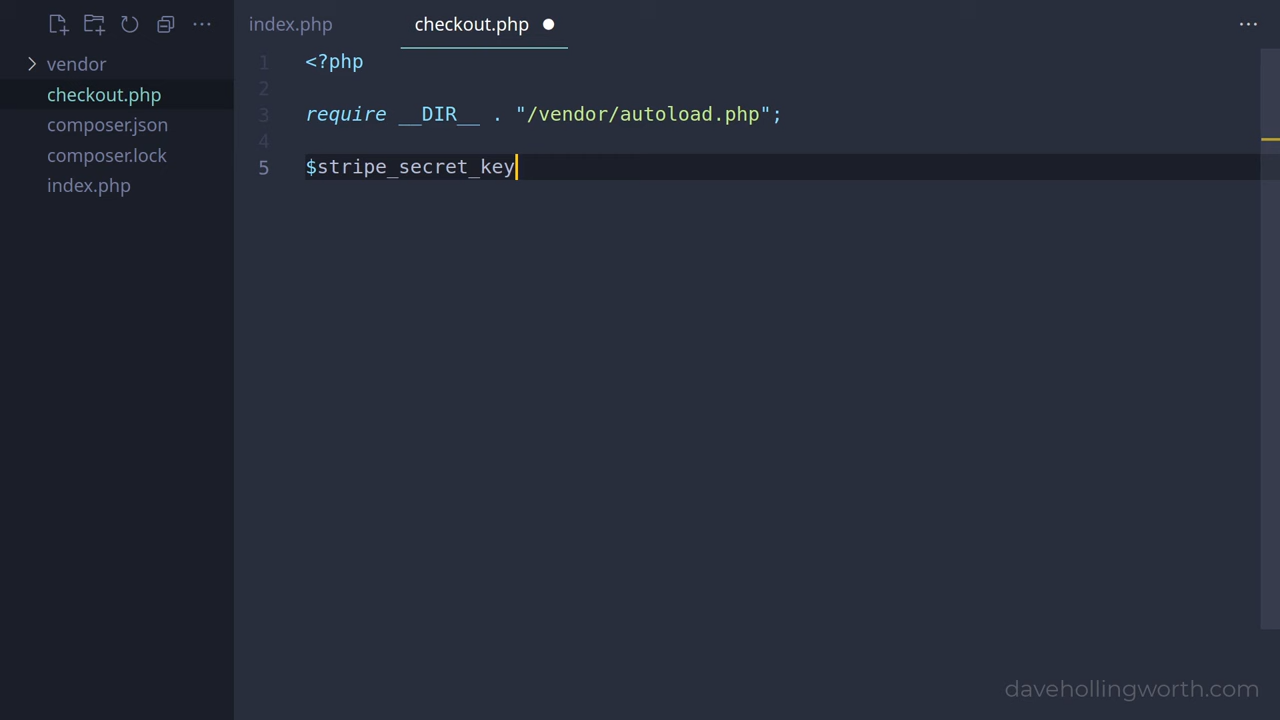 index.php
checkout.php
vendor
checkout.php
composer.json
composer.lock
index.php
1 <?php
2
3 require __DIR__ . "/vendor/autoload.php";
4
5 $stripe_secret_key
davehollingworth.com